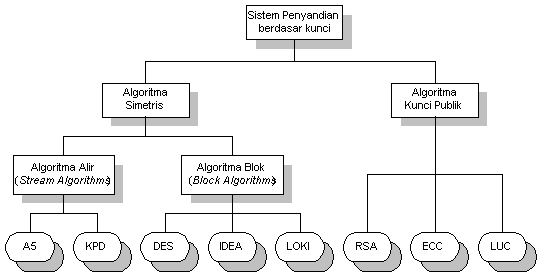 Sistem Penyandian
berdasar kunci
Algoritma
Simetris
Algoritma
Kunci Publik
Algoritma Alir
(Stream Algorithms)
Algoritma Blok
(Block Algorithms)
A5
KPD
DES
IDEA
LOKI
RSA
ECC
LUC